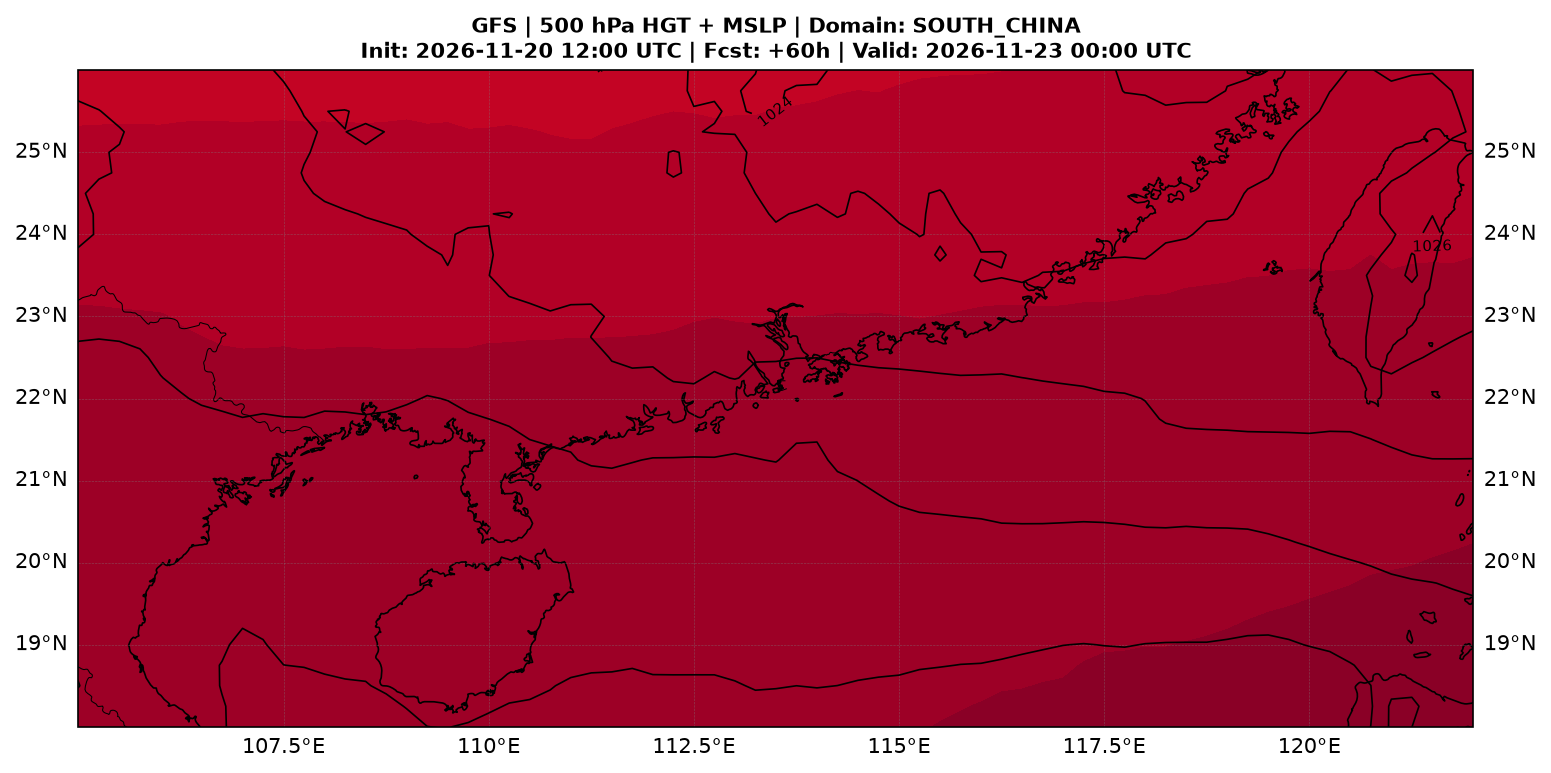 GFS | 500 hPa HGT + MSLP | Domain: SOUTH_CHINA
Init: 2026-11-20 12:00 UTC | Fcst: +60h | Valid: 2026-11-23 00:00 UTC
1024
25°N 25°N
24°N 1026 24°N
23°N 23°N
22°N 22°N
21°N 21°N
20°N 20°N
19°N 19°N
107.5°E 110°E 112.5°E 115°E 117.5°E 120°E